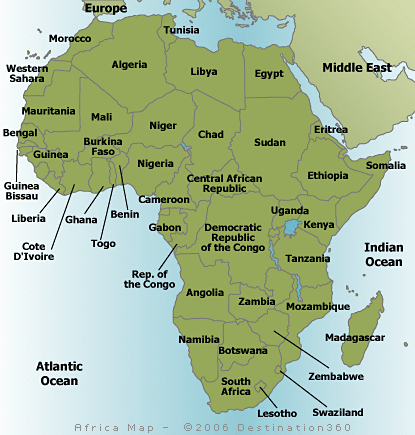 Europe
Tunisia
Morocco
Algeria
Libya
Egypt
Middle East
Western
Sahara
Mauritania
Mali
Niger
Chad
Sudan
Eritrea
Bengal
Burkina
Faso
Guinea
Nigeria
Ethiopia
Somalia
Central African
Republic
Guinea
Bissau
Liberia
Cote
D'Ivoire
Ghana
Togo
Benin
Cameroon
Gabon
Uganda
Kenya
Democratic
Republic
of the Congo
Rep. of
the Congo
Tanzania
Indian
Ocean
Angolia
Zambia
Mozambique
Madagascar
Namibia
Botswana
Zembabwe
South
Africa
Lesotho
Swaziland
Atlantic
Ocean
Africa Map – ©2006 Destination360